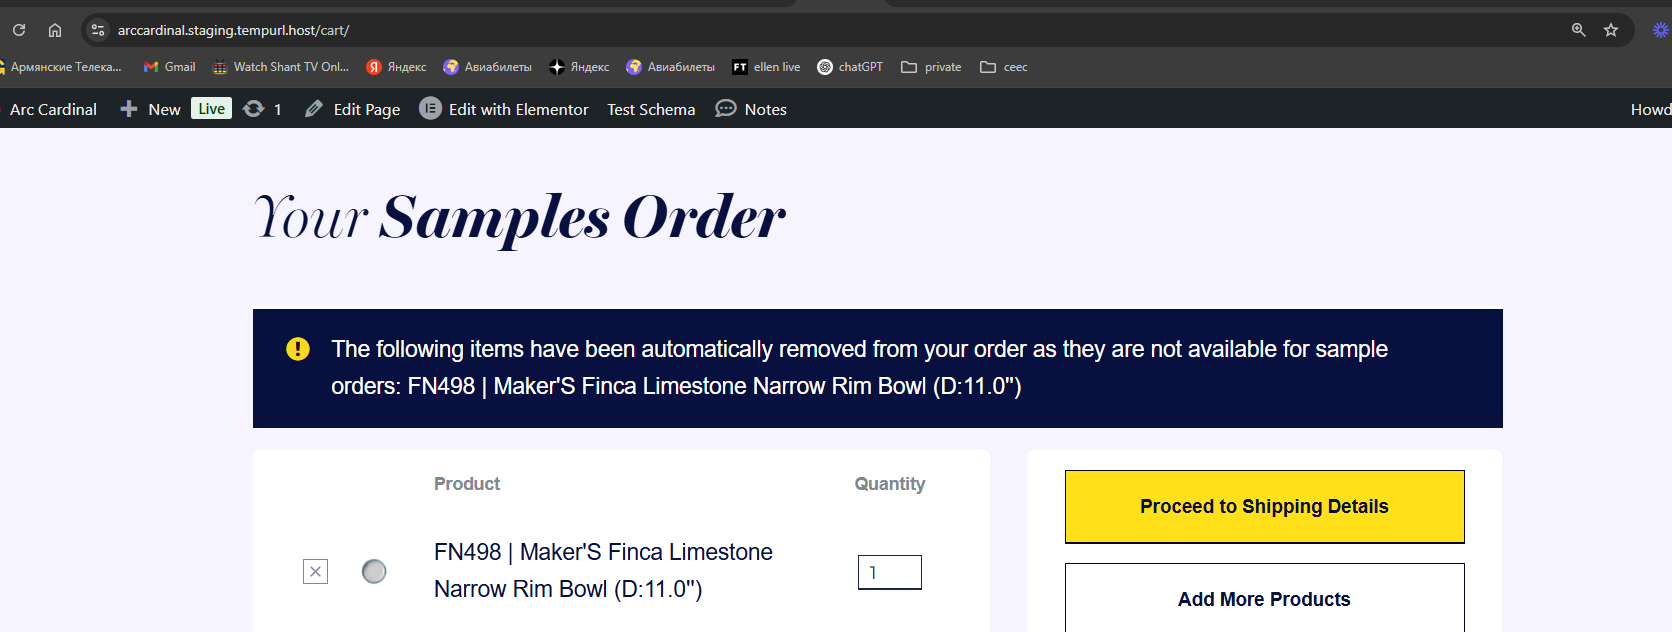 arccardinal.staging.tempurl.host/cart/
Армянские Телека... Gmail Watch Shant TV Onl... Яндекс Авиабилеты Яндекс Авиабилеты FT ellen live chatGPT private ceec
Arc Cardinal New Live 1 Edit Page Edit with Elementor Test Schema Notes Howd
Your Samples Order
The following items have been automatically removed from your order as they are not available for sample
orders: FN498 | Maker'S Finca Limestone Narrow Rim Bowl (D:11.0")
Product Quantity
Proceed to Shipping Details
FN498 | Maker'S Finca Limestone
Narrow Rim Bowl (D:11.0")
1
Add More Products